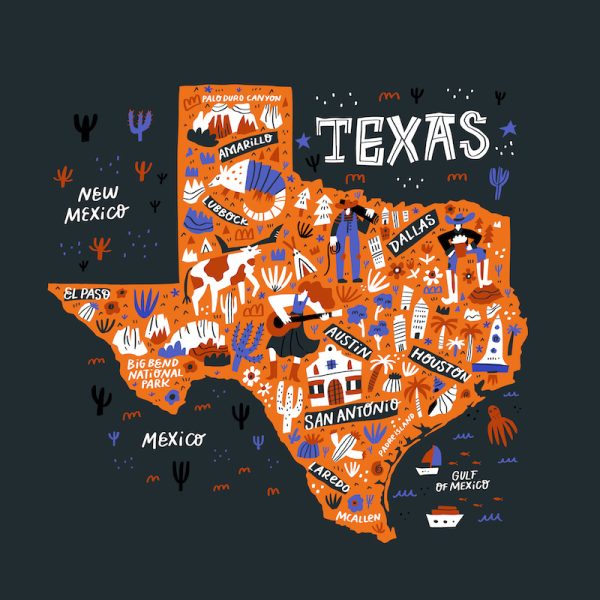 PALO DURO CANYON
TEXAS
AMARILLO
NEW
MEXICO
LUBBOCK
DALLAS
EL PASO
AUSTIN
HOUSTON
BIG BEND
NATIONAL
PARK
SAN ANTONIO
PADRE ISLAND
MÉXICO
LAREDO
GULF
OF MEXICO
MCALLEN